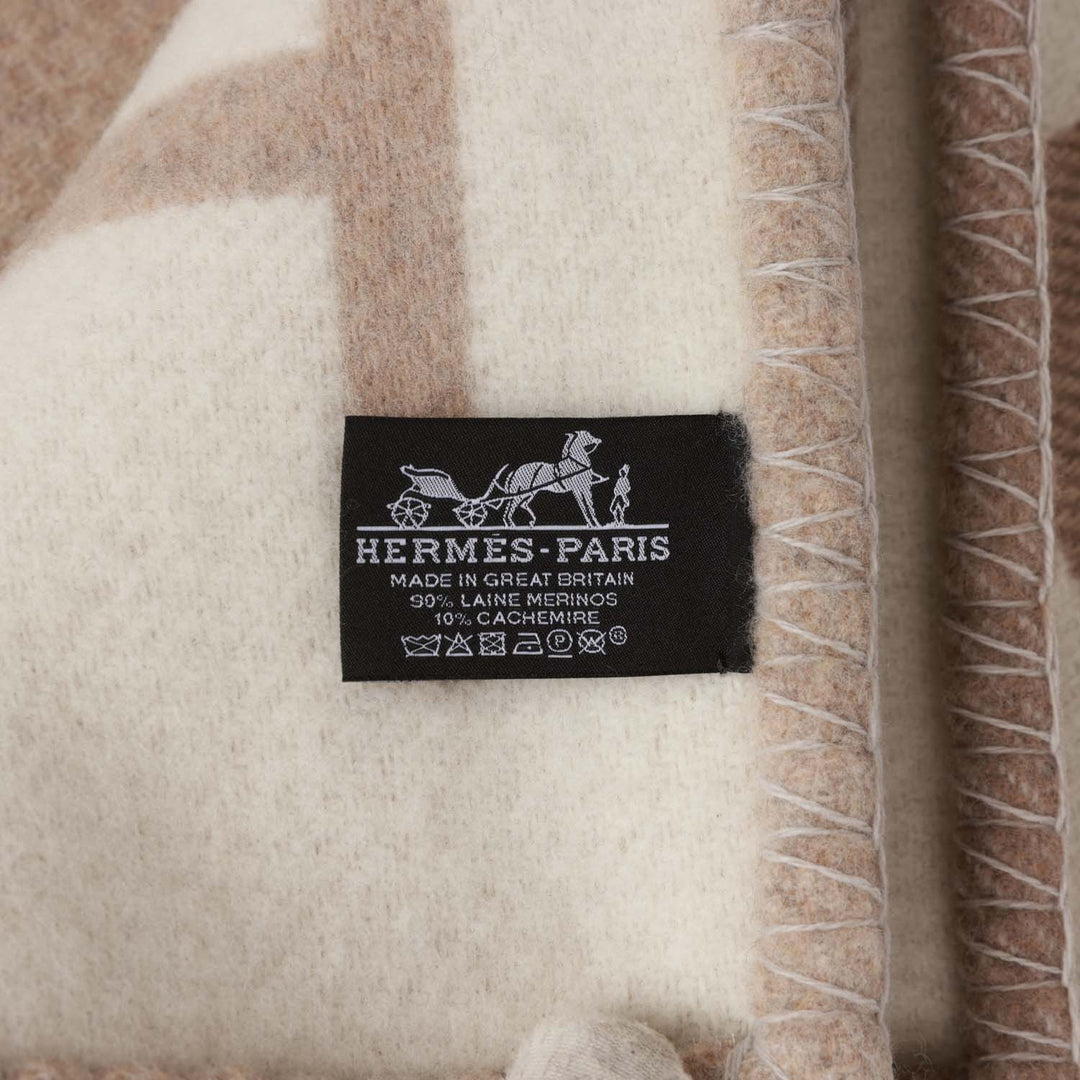 HERMÈS-PARIS
MADE IN GREAT BRITAIN
90% LAINE MERINOS
10% CACHEMIRE
P W ®